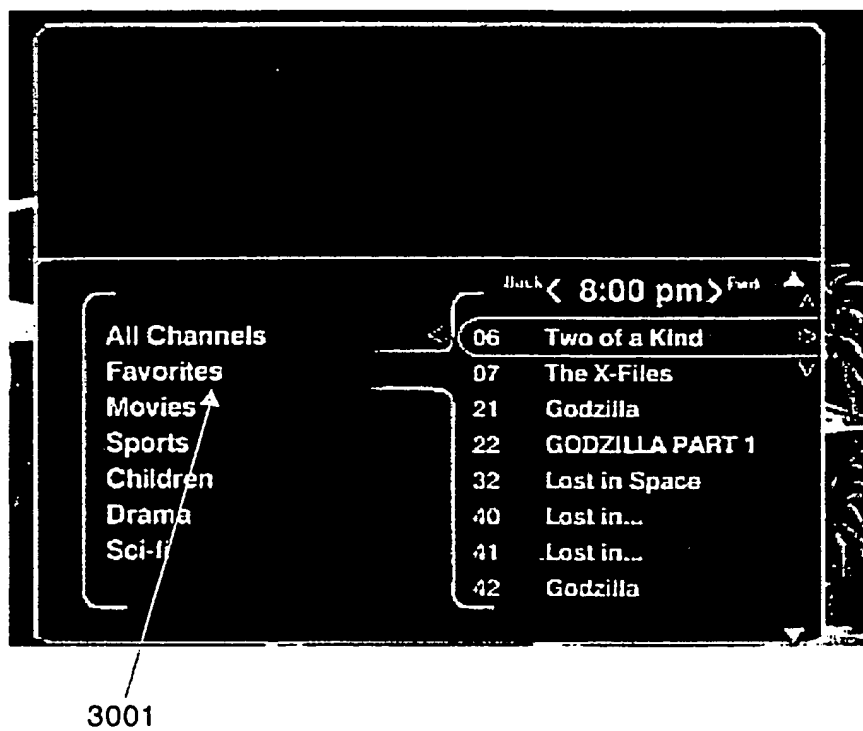 Back < 8:00 pm > Fwd
All Channels
Favorites
Movies
Sports
Children
Drama
Sci-fi
06 Two of a Kind
07 The X-Files
21 Godzilla
22 GODZILLA PART 1
32 Lost in Space
40 Lost in...
41 Lost in...
42 Godzilla
3001